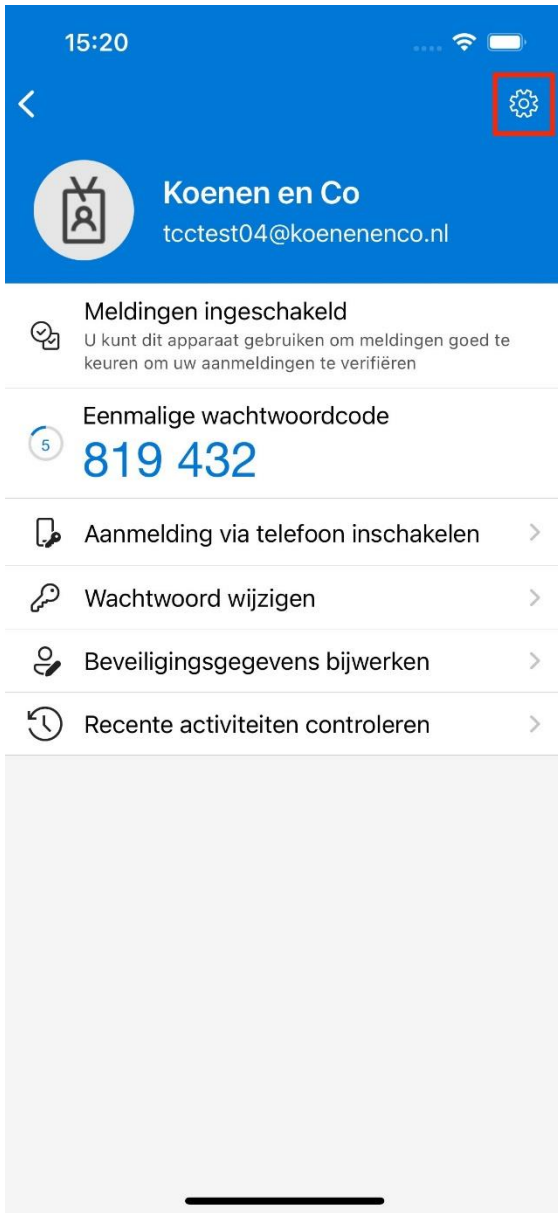 15:20
Koenen en Co
tcctest04@koenenenco.nl
Meldingen ingeschakeld
U kunt dit apparaat gebruiken om meldingen goed te
keuren om uw aanmeldingen te verifiëren
Eenmalige wachtwoordcode
5
819 432
Aanmelding via telefoon inschakelen
Wachtwoord wijzigen
Beveiligingsgegevens bijwerken
Recente activiteiten controleren